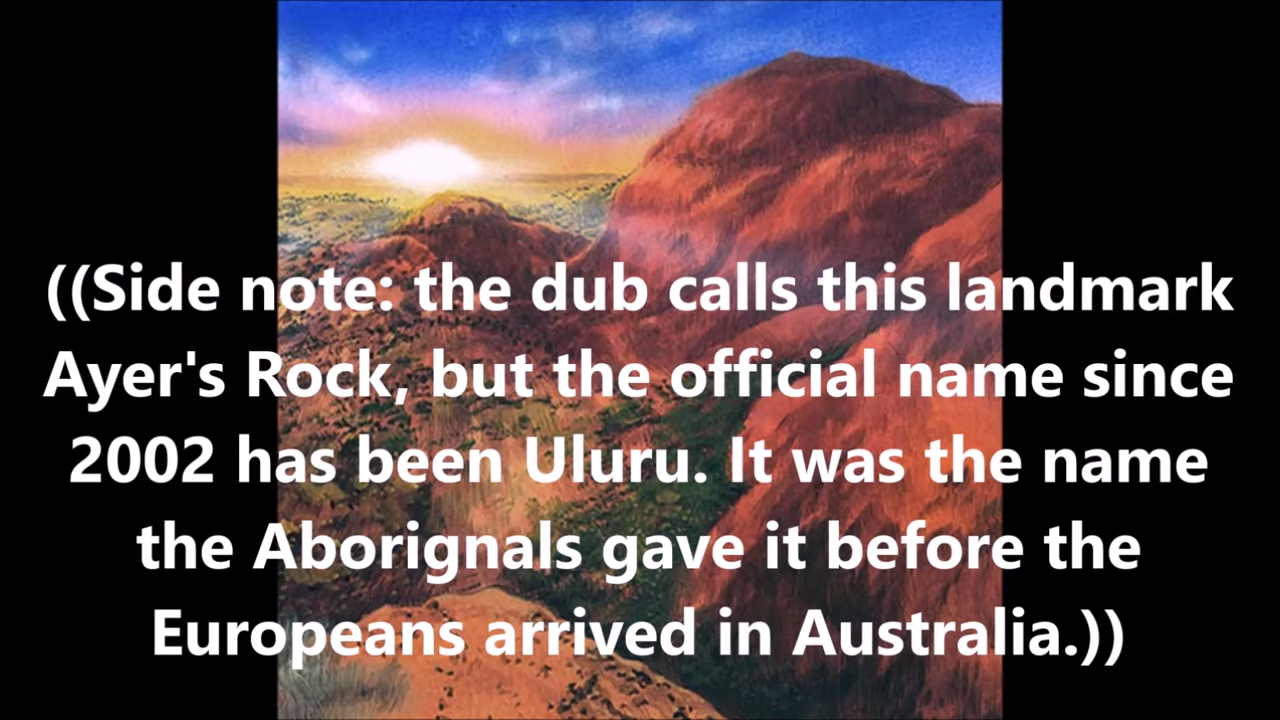 ((Side note: the dub calls this landmark
Ayer's Rock, but the official name since
2002 has been Uluru. It was the name
the Aborignals gave it before the
Europeans arrived in Australia.))